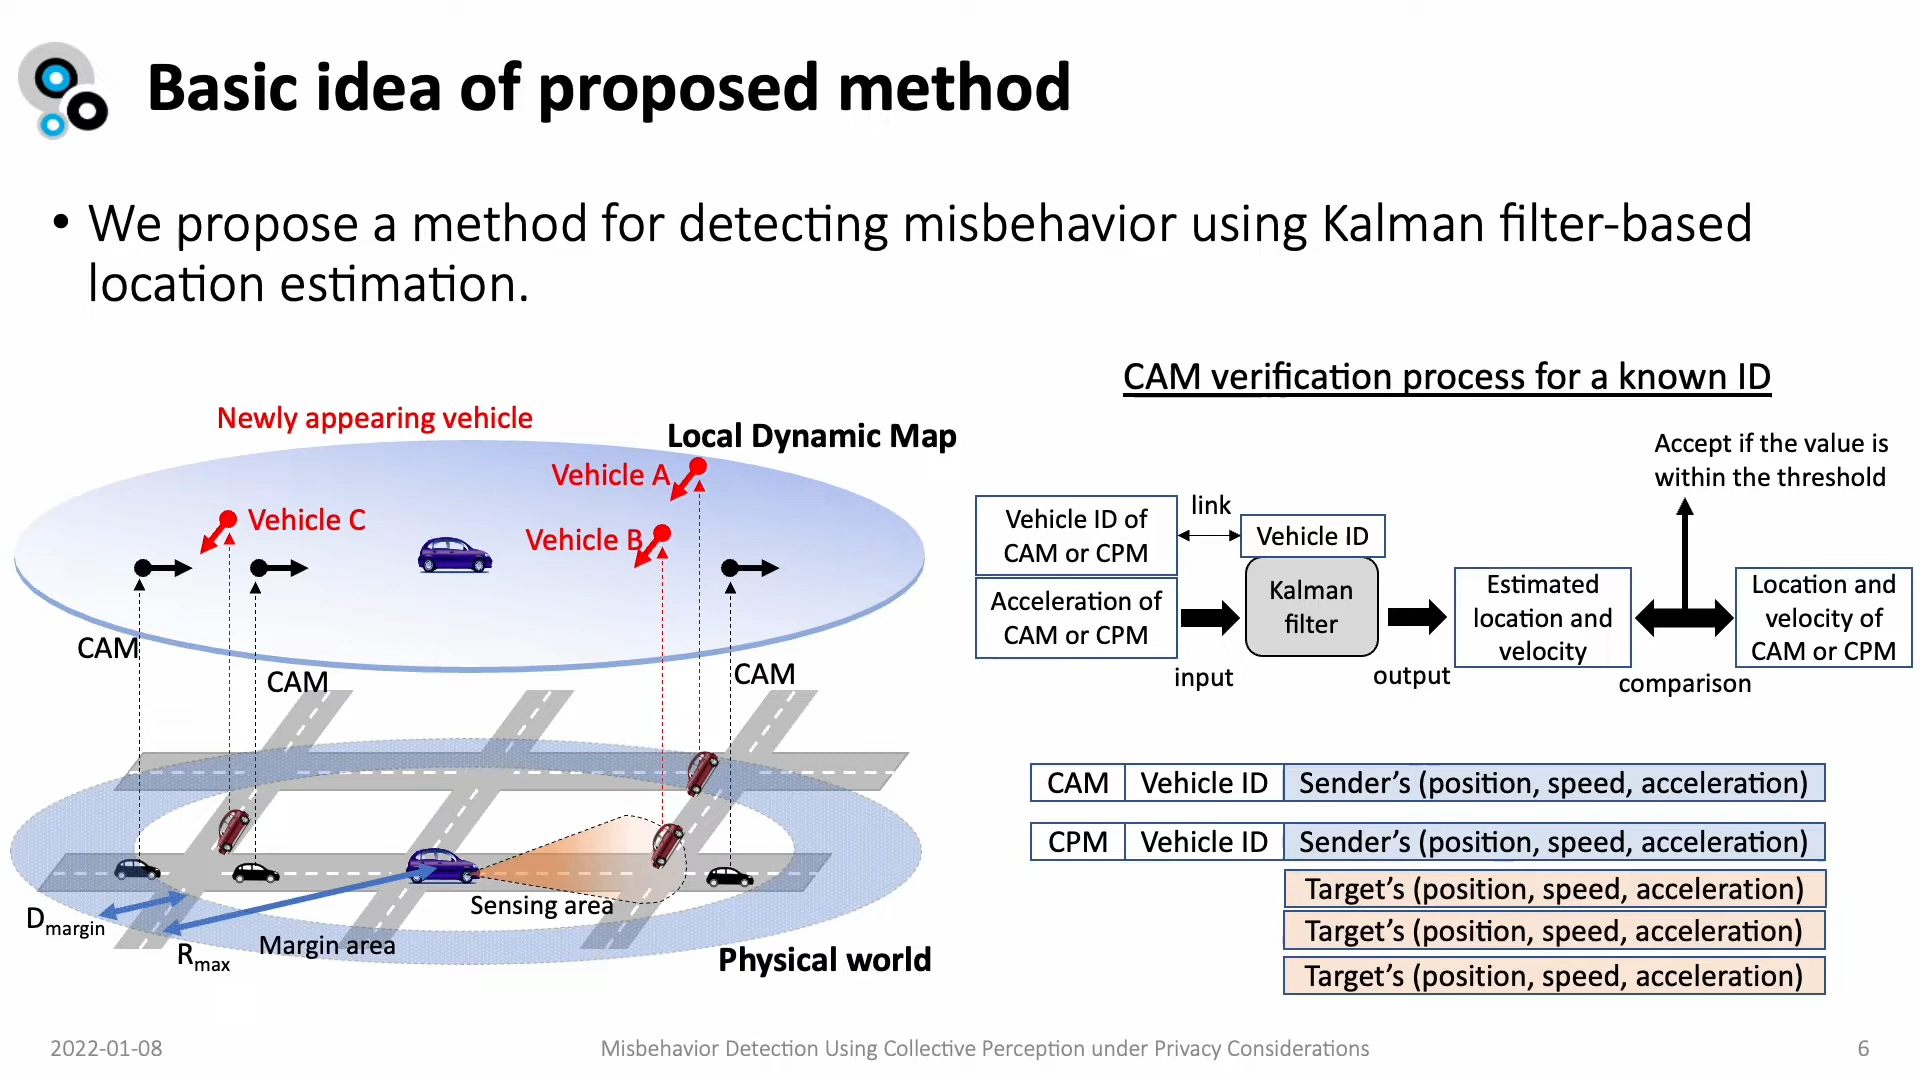 Basic idea of proposed method
• We propose a method for detecting misbehavior using Kalman filter-based
location estimation.
Newly appearing vehicle
Local Dynamic Map
Vehicle A
Vehicle C
Vehicle B
CAM
CAM
CAM
Sensing area
Dmargin
Rmax
Margin area
Physical world
CAM verification process for a known ID
Accept if the value is
within the threshold
Vehicle ID of
CAM or CPM
link
Vehicle ID
Acceleration of
CAM or CPM
Kalman
filter
Estimated
location and
velocity
Location and
velocity of
CAM or CPM
input
output
comparison
CAM Vehicle ID Sender’s (position, speed, acceleration)
CPM Vehicle ID Sender’s (position, speed, acceleration)
Target’s (position, speed, acceleration)
Target’s (position, speed, acceleration)
Target’s (position, speed, acceleration)
2022-01-08
Misbehavior Detection Using Collective Perception under Privacy Considerations
6